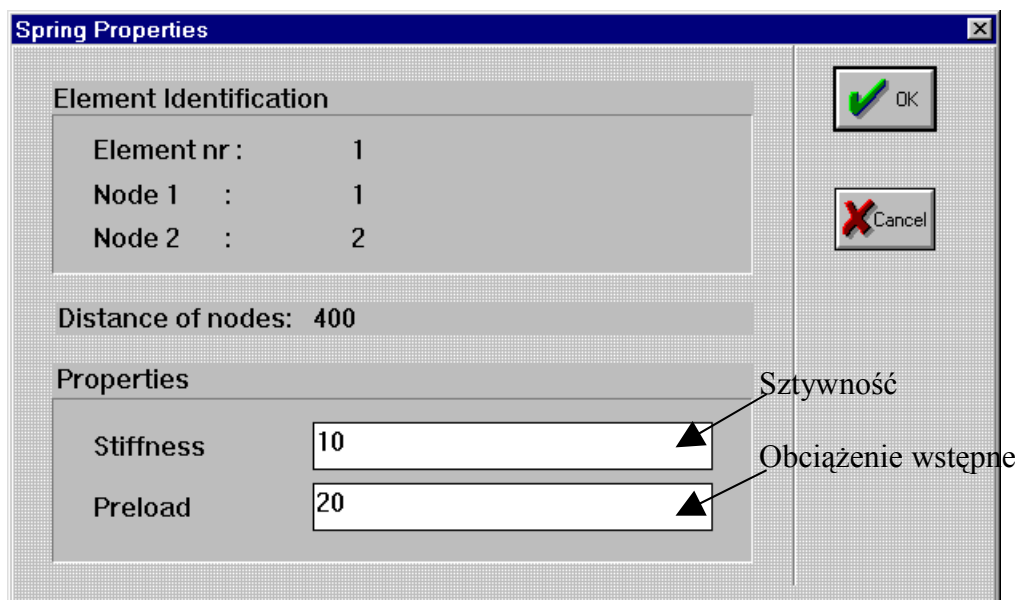 Spring Properties
Element Identification
OK
Element nr : 1
Node 1 : 1
Cancel
Node 2 : 2
Distance of nodes: 400
Properties
Sztywność
Stiffness 10
Obciążenie wstępne
Preload 20